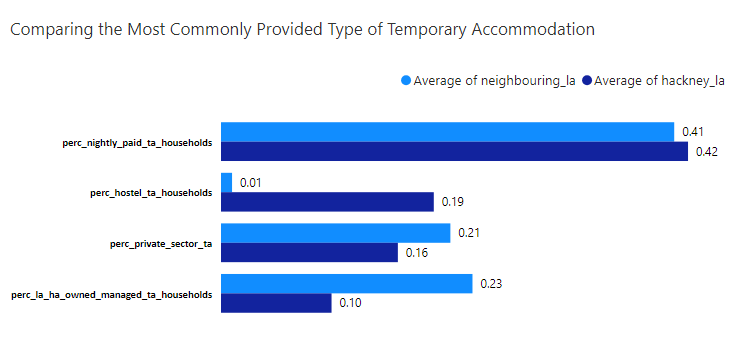 Comparing the Most Commonly Provided Type of Temporary Accommodation
Average of neighbouring_la Average of hackney_la
perc_nightly_paid_ta_households 0.41
0.42
perc_hostel_ta_households 0.01
0.19
perc_private_sector_ta 0.21
0.16
perc_la_ha_owned_managed_ta_households 0.23
0.10